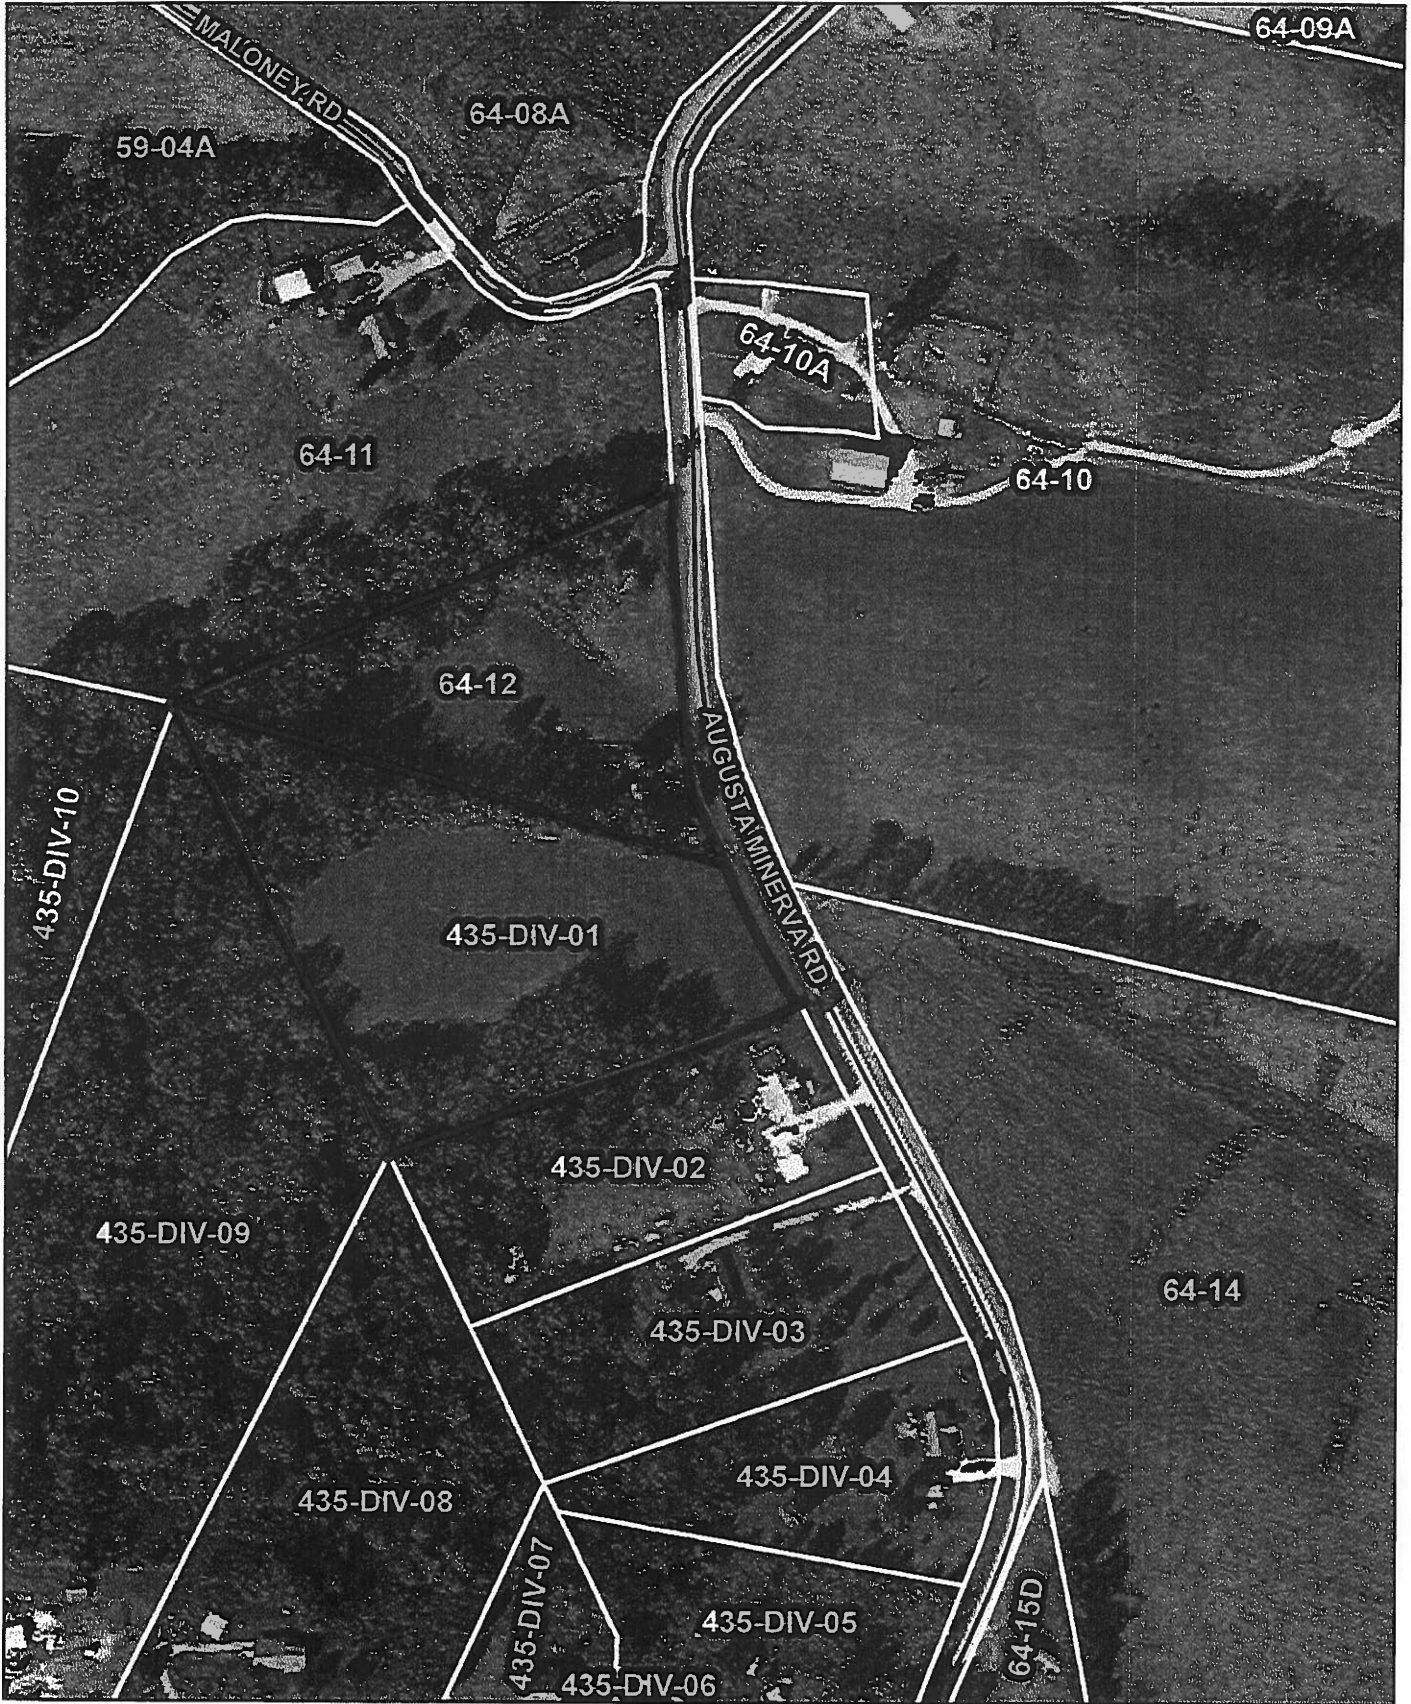 64-09A
MALONEY RD
64-08A
59-04A
64-10A
64-11
64-10
64-12
AUGUSTA MINERVA RD
435-DIV-10
435-DIV-01
435-DIV-02
435-DIV-09
64-14
435-DIV-03
435-DIV-04
435-DIV-08
435-DIV-07
435-DIV-05
64-15D
435-DIV-06